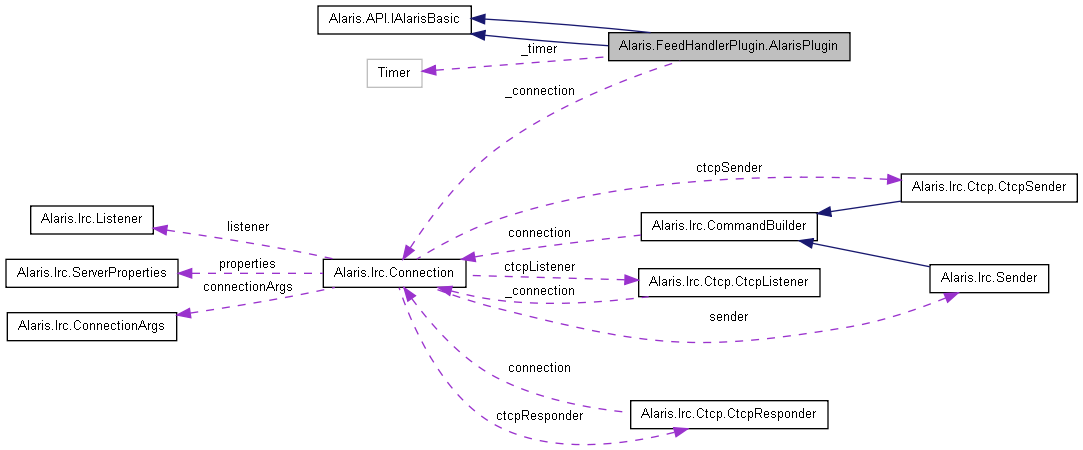 Alaris.API.IAlarisBasic
Alaris.FeedHandlerPlugin.AlarisPlugin
_timer
Timer
_connection
ctcpSender
Alaris.Irc.Ctcp.CtcpSender
Alaris.Irc.Listener
listener
connection
Alaris.Irc.CommandBuilder
Alaris.Irc.ServerProperties
properties
Alaris.Irc.Connection
ctcpListener
Alaris.Irc.Ctcp.CtcpListener
Alaris.Irc.Sender
connectionArgs
_connection
Alaris.Irc.ConnectionArgs
sender
connection
ctcpResponder
Alaris.Irc.Ctcp.CtcpResponder